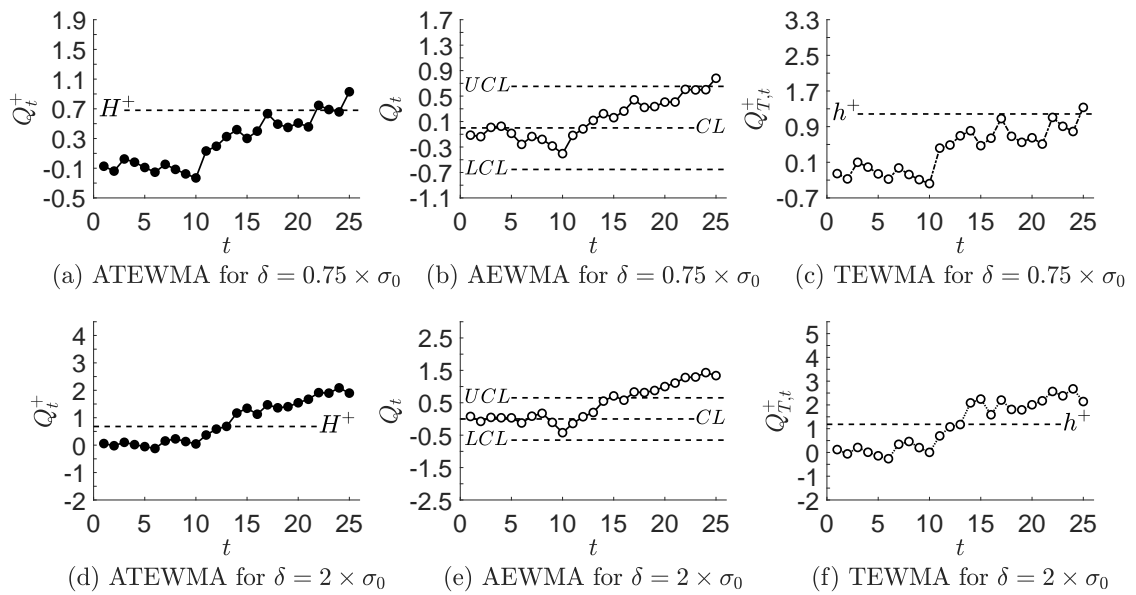 1.9
1.5
1.1
0.7
0.3
-0.1
-0.5
Q_t^+
H^+
0 5 10 15 20 25
t
(a) ATEWMA for δ = 0.75 × σ_0
1.7
1.3
0.9
0.5
0.1
-0.3
-0.7
-1.1
Q_t
UCL
CL
LCL
0 5 10 15 20 25
t
(b) AEWMA for δ = 0.75 × σ_0
3.3
2.5
1.7
0.9
0.1
-0.7
Q_{T,t}^+
h^+
0 5 10 15 20 25
t
(c) TEWMA for δ = 0.75 × σ_0
4
3
2
1
0
-1
-2
Q_t^+
H^+
0 5 10 15 20 25
t
(d) ATEWMA for δ = 2 × σ_0
2.5
1.5
0.5
-0.5
-1.5
-2.5
Q_t
UCL
CL
LCL
0 5 10 15 20 25
t
(e) AEWMA for δ = 2 × σ_0
5
4
3
2
1
0
-1
-2
Q_{T,t}^+
h^+
0 5 10 15 20 25
t
(f) TEWMA for δ = 2 × σ_0